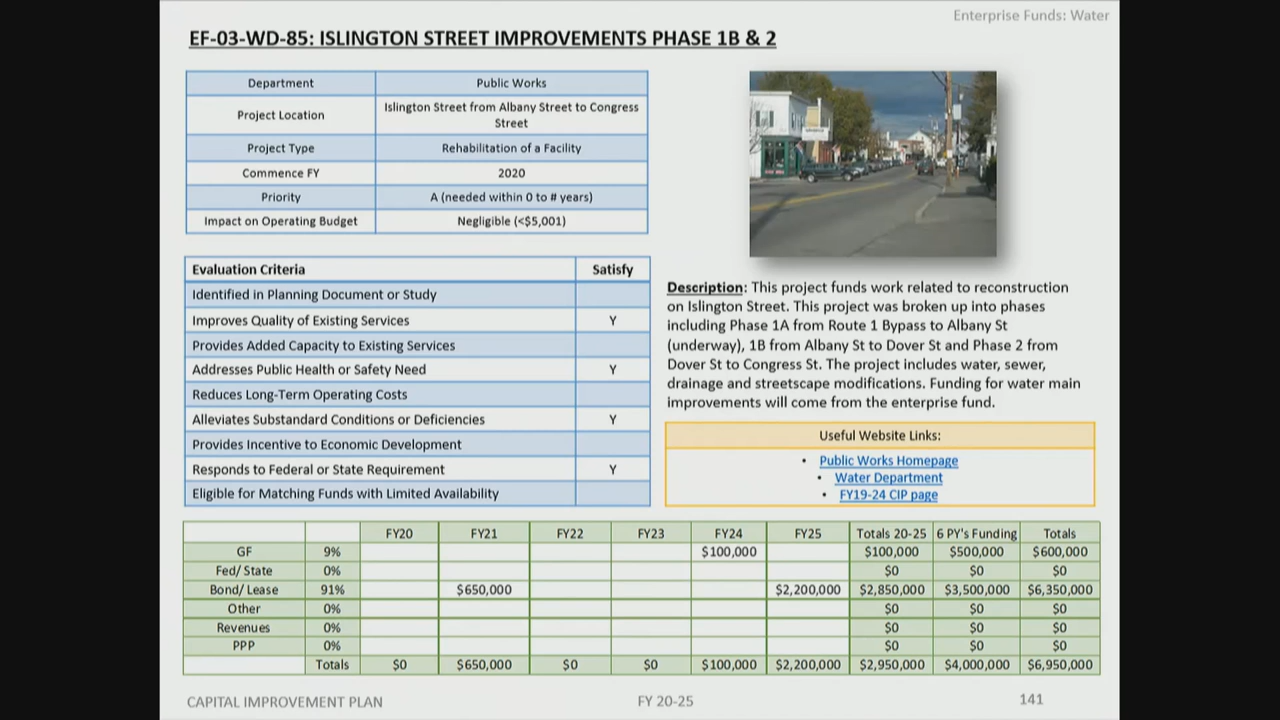 Enterprise Funds: Water
EF-03-WD-85: ISLINGTON STREET IMPROVEMENTS PHASE 1B & 2
Department Public Works
Project Location Islington Street from Albany Street to Congress
Street
Project Type Rehabilitation of a Facility
Commence FY 2020
Priority A (needed within 0 to # years)
Impact on Operating Budget Negligible (<$5,001)
Evaluation Criteria Satisfy
Identified in Planning Document or Study
Improves Quality of Existing Services Y
Provides Added Capacity to Existing Services
Addresses Public Health or Safety Need Y
Reduces Long-Term Operating Costs
Alleviates Substandard Conditions or Deficiencies Y
Provides Incentive to Economic Development
Responds to Federal or State Requirement Y
Eligible for Matching Funds with Limited Availability
Description: This project funds work related to reconstruction
on Islington Street. This project was broken up into phases
including Phase 1A from Route 1 Bypass to Albany St
(underway), 1B from Albany St to Dover St and Phase 2 from
Dover St to Congress St. The project includes water, sewer,
drainage and streetscape modifications. Funding for water main
improvements will come from the enterprise fund.
Useful Website Links:
• Public Works Homepage
• Water Department
• FY19-24 CIP page
FY20 FY21 FY22 FY23 FY24 FY25 Totals 20-25 6 PY's Funding Totals
GF 9% $100,000 $100,000 $500,000 $600,000
Fed/ State 0% $0 $0 $0
Bond/ Lease 91% $650,000 $2,200,000 $2,850,000 $3,500,000 $6,350,000
Other 0% $0 $0 $0
Revenues 0% $0 $0 $0
PPP 0% $0 $0 $0
Totals $0 $650,000 $0 $0 $100,000 $2,200,000 $2,950,000 $4,000,000 $6,950,000
CAPITAL IMPROVEMENT PLAN FY 20-25 141